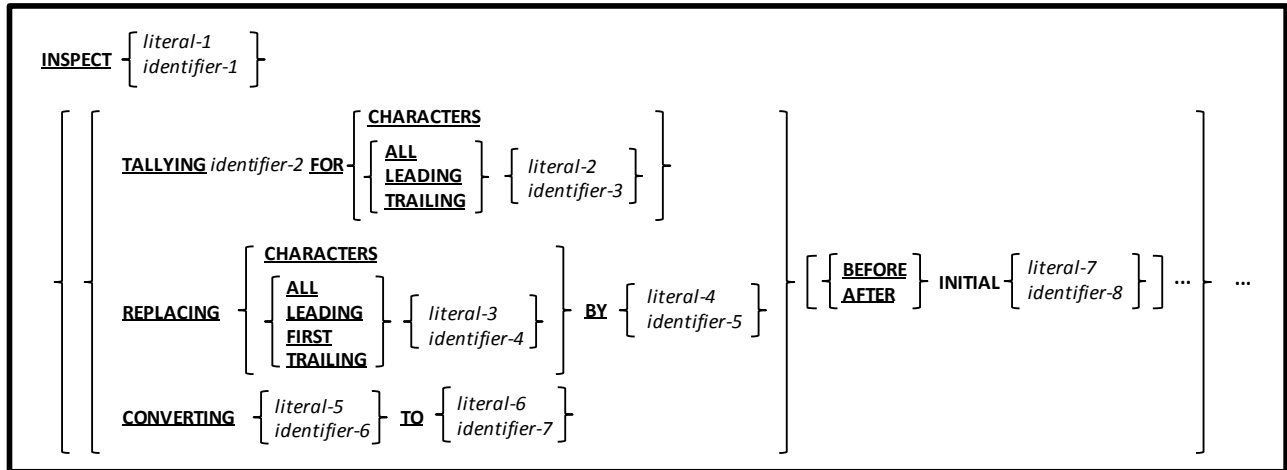 INSPECT literal-1
identifier-1
TALLYING identifier-2 FOR CHARACTERS
ALL
LEADING
TRAILING
literal-2
identifier-3
REPLACING CHARACTERS
ALL
LEADING
FIRST
TRAILING
literal-3
identifier-4
BY literal-4
identifier-5
CONVERTING literal-5
identifier-6
TO literal-6
identifier-7
BEFORE
AFTER
INITIAL literal-7
identifier-8
...
...